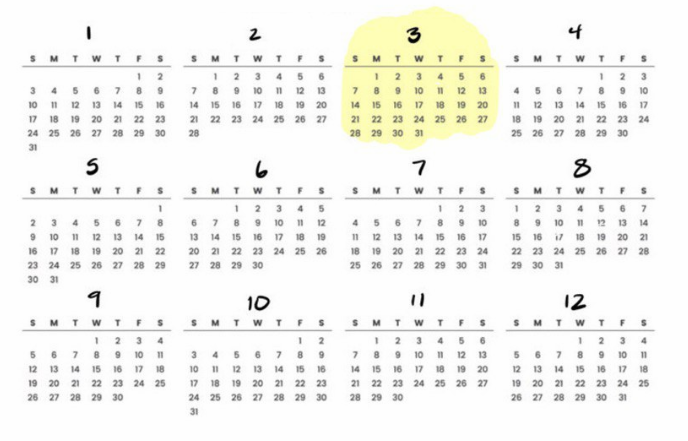 1
S M T W T F S
1 2
3 4 5 6 7 8 9
10 11 12 13 14 15 16
17 18 19 20 21 22 23
24 25 26 27 28 29 30
31
2
S M T W T F S
1 2 3 4 5 6
7 8 9 10 11 12 13
14 15 16 17 18 19 20
21 22 23 24 25 26 27
28
3
S M T W T F S
1 2 3 4 5 6
7 8 9 10 11 12 13
14 15 16 17 18 19 20
21 22 23 24 25 26 27
28 29 30 31
4
S M T W T F S
1 2 3
4 5 6 7 8 9 10
11 12 13 14 15 16 17
18 19 20 21 22 23 24
25 26 27 28 29 30
5
S M T W T F S
1
2 3 4 5 6 7 8
9 10 11 12 13 14 15
16 17 18 19 20 21 22
23 24 25 26 27 28 29
30 31
6
S M T W T F S
1 2 3 4 5
6 7 8 9 10 11 12
13 14 15 16 17 18 19
20 21 22 23 24 25 26
27 28 29 30
7
S M T W T F S
1 2 3
4 5 6 7 8 9 10
11 12 13 14 15 16 17
18 19 20 21 22 23 24
25 26 27 28 29 30 31
8
S M T W T F S
1 2 3 4 5 6 7
8 9 10 11 12 13 14
15 16 17 18 19 20 21
22 23 24 25 26 27 28
29 30 31
9
S M T W T F S
1 2 3 4
5 6 7 8 9 10 11
12 13 14 15 16 17 18
19 20 21 22 23 24 25
26 27 28 29 30
10
S M T W T F S
1 2
3 4 5 6 7 8 9
10 11 12 13 14 15 16
17 18 19 20 21 22 23
24 25 26 27 28 29 30
31
11
S M T W T F S
1 2 3 4 5 6
7 8 9 10 11 12 13
14 15 16 17 18 19 20
21 22 23 24 25 26 27
28 29 30
12
S M T W T F S
1 2 3 4
5 6 7 8 9 10 11
12 13 14 15 16 17 18
19 20 21 22 23 24 25
26 27 28 29 30 31